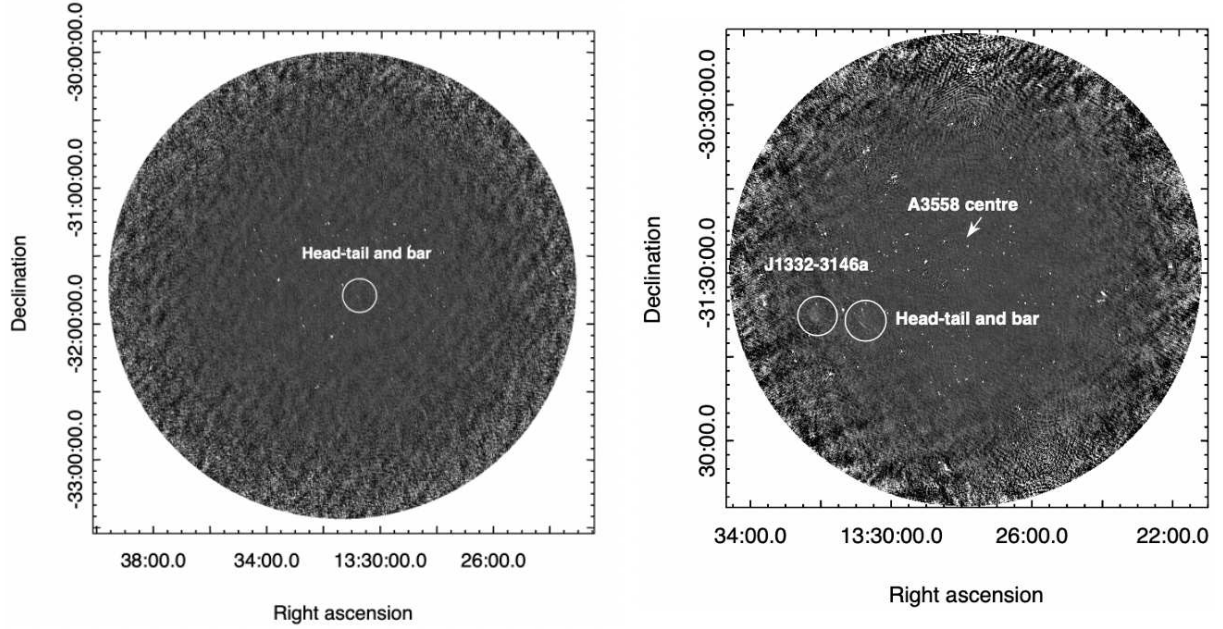 -30:00:00.0
-31:00:00.0
-32:00:00.0
-33:00:00.0
Declination
Head-tail and bar
38:00.0
34:00.0
13:30:00.0
26:00.0
Right ascension
-30:30:00.0
-31:30:00.0
30:00.0
Declination
A3558 centre
J1332-3146a
Head-tail and bar
34:00.0
13:30:00.0
26:00.0
22:00.0
Right ascension